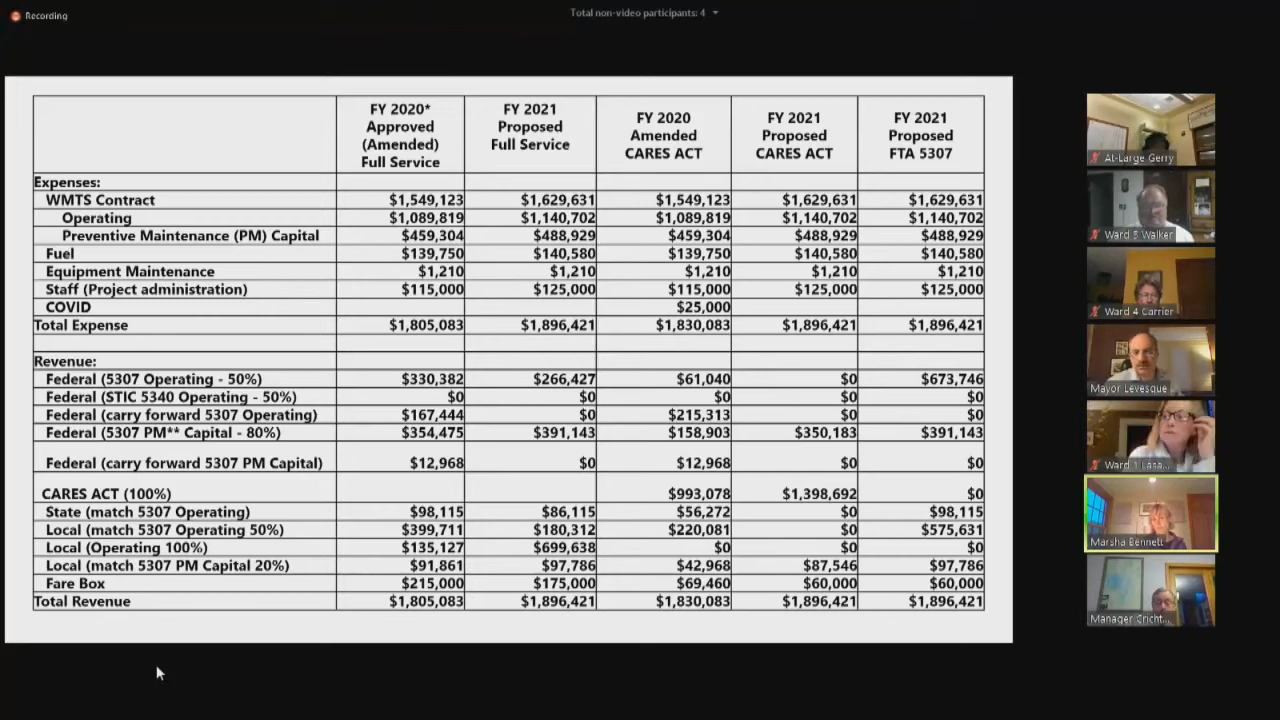 Recording
Total non-video participants: 4
FY 2020* Approved (Amended) Full Service FY 2021 Proposed Full Service FY 2020 Amended CARES ACT FY 2021 Proposed CARES ACT FY 2021 Proposed FTA 5307
Expenses:
WMTS Contract $1,549,123 $1,629,631 $1,549,123 $1,629,631 $1,629,631
Operating $1,089,819 $1,140,702 $1,089,819 $1,140,702 $1,140,702
Preventive Maintenance (PM) Capital $459,304 $488,929 $459,304 $488,929 $488,929
Fuel $139,750 $140,580 $139,750 $140,580 $140,580
Equipment Maintenance $1,210 $1,210 $1,210 $1,210 $1,210
Staff (Project administration) $115,000 $125,000 $115,000 $125,000 $125,000
COVID $25,000
Total Expense $1,805,083 $1,896,421 $1,830,083 $1,896,421 $1,896,421
Revenue:
Federal (5307 Operating - 50%) $330,382 $266,427 $61,040 $0 $673,746
Federal (STIC 5340 Operating - 50%) $0 $0 $0 $0 $0
Federal (carry forward 5307 Operating) $167,444 $0 $215,313 $0 $0
Federal (5307 PM** Capital - 80%) $354,475 $391,143 $158,903 $350,183 $391,143
Federal (carry forward 5307 PM Capital) $12,968 $0 $12,968 $0 $0
CARES ACT (100%) $993,078 $1,398,692 $0
State (match 5307 Operating) $98,115 $86,115 $56,272 $0 $98,115
Local (match 5307 Operating 50%) $399,711 $180,312 $220,081 $0 $575,631
Local (Operating 100%) $135,127 $699,638 $0 $0 $0
Local (match 5307 PM Capital 20%) $91,861 $97,786 $42,968 $87,546 $97,786
Fare Box $215,000 $175,000 $69,460 $60,000 $60,000
Total Revenue $1,805,083 $1,896,421 $1,830,083 $1,896,421 $1,896,421
At-Large Gerry
Ward 3 Walker
Ward 4 Carrier
Mayor Levesque
Ward 1 Lasa...
Marsha Bennett
Manager Cricht...